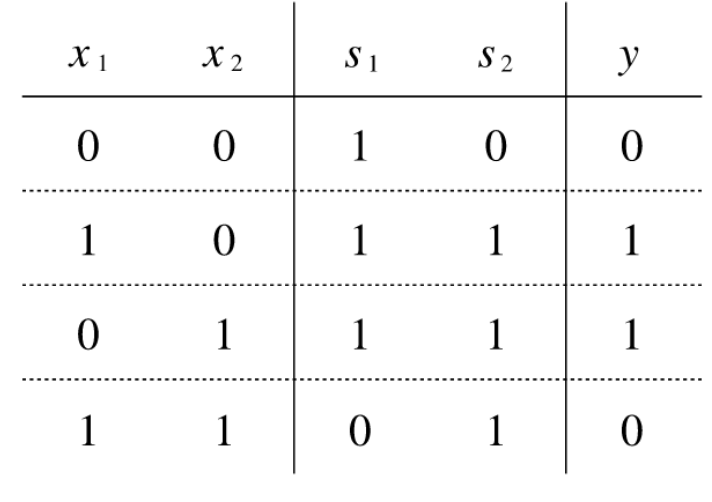 x₁ x₂ s₁ s₂ y
0 0 1 0 0
1 0 1 1 1
0 1 1 1 1
1 1 0 1 0